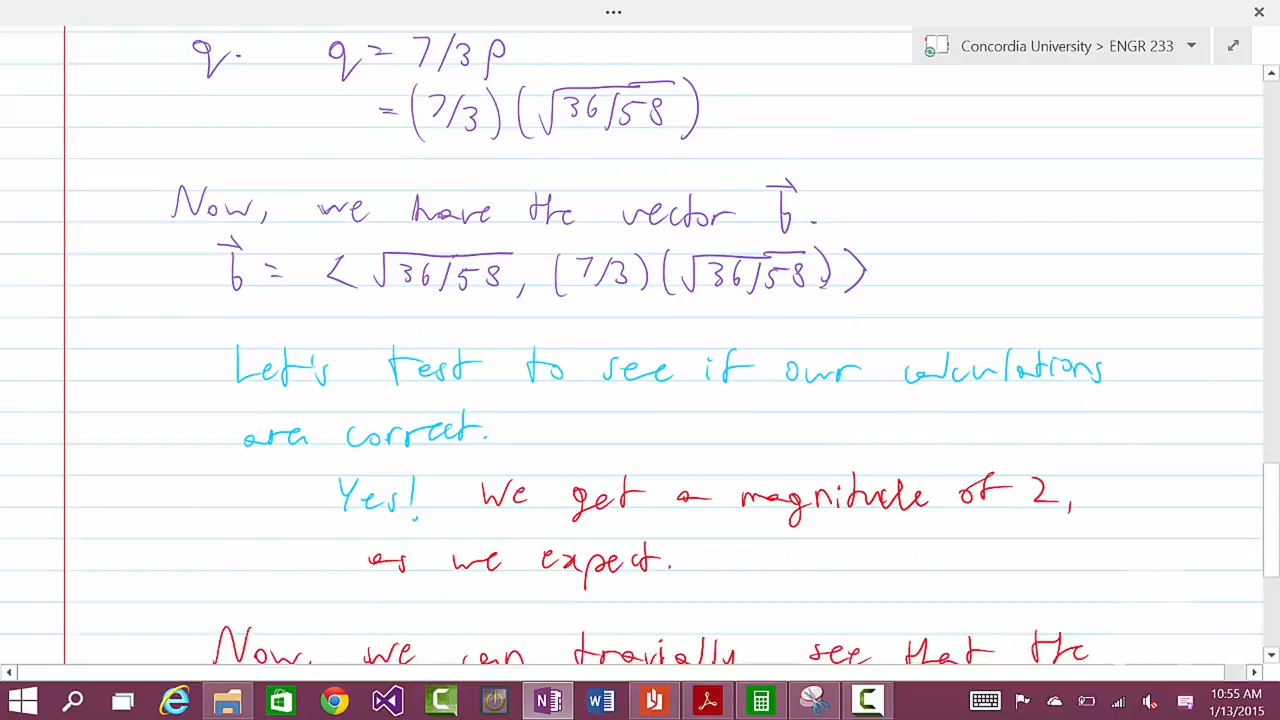 Concordia University > ENGR 233
q. q = 7/3 p
= (7/3) (√36/58)
Now, we have the vector b⃗.
b⃗ = < √36/58, (7/3)(√36/58) >
Let's test to see if our calculations
are correct.
Yes! We get a magnitude of 2,
as we expect.
Now, we can trivially see that the
10:55 AM
1/13/2015